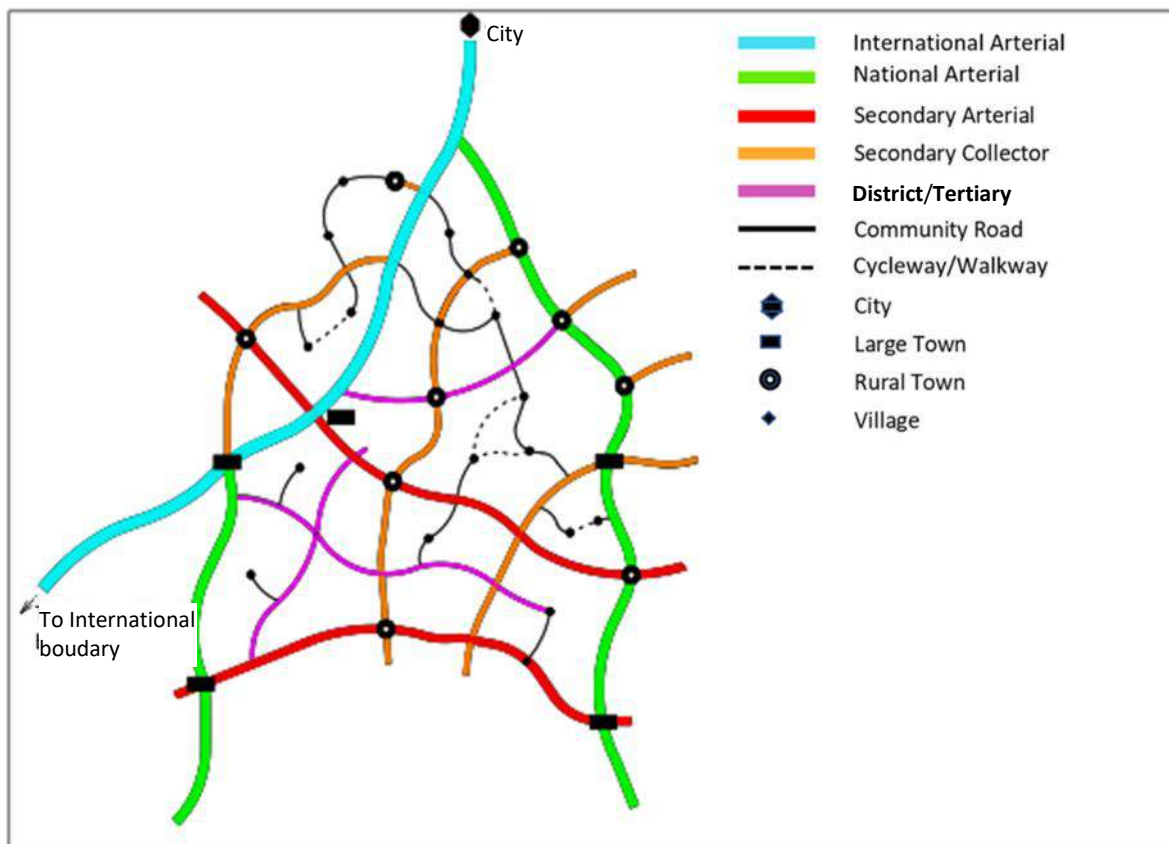 City
International Arterial
National Arterial
Secondary Arterial
Secondary Collector
District/Tertiary
Community Road
Cycleway/Walkway
City
Large Town
Rural Town
Village
To International
boudary